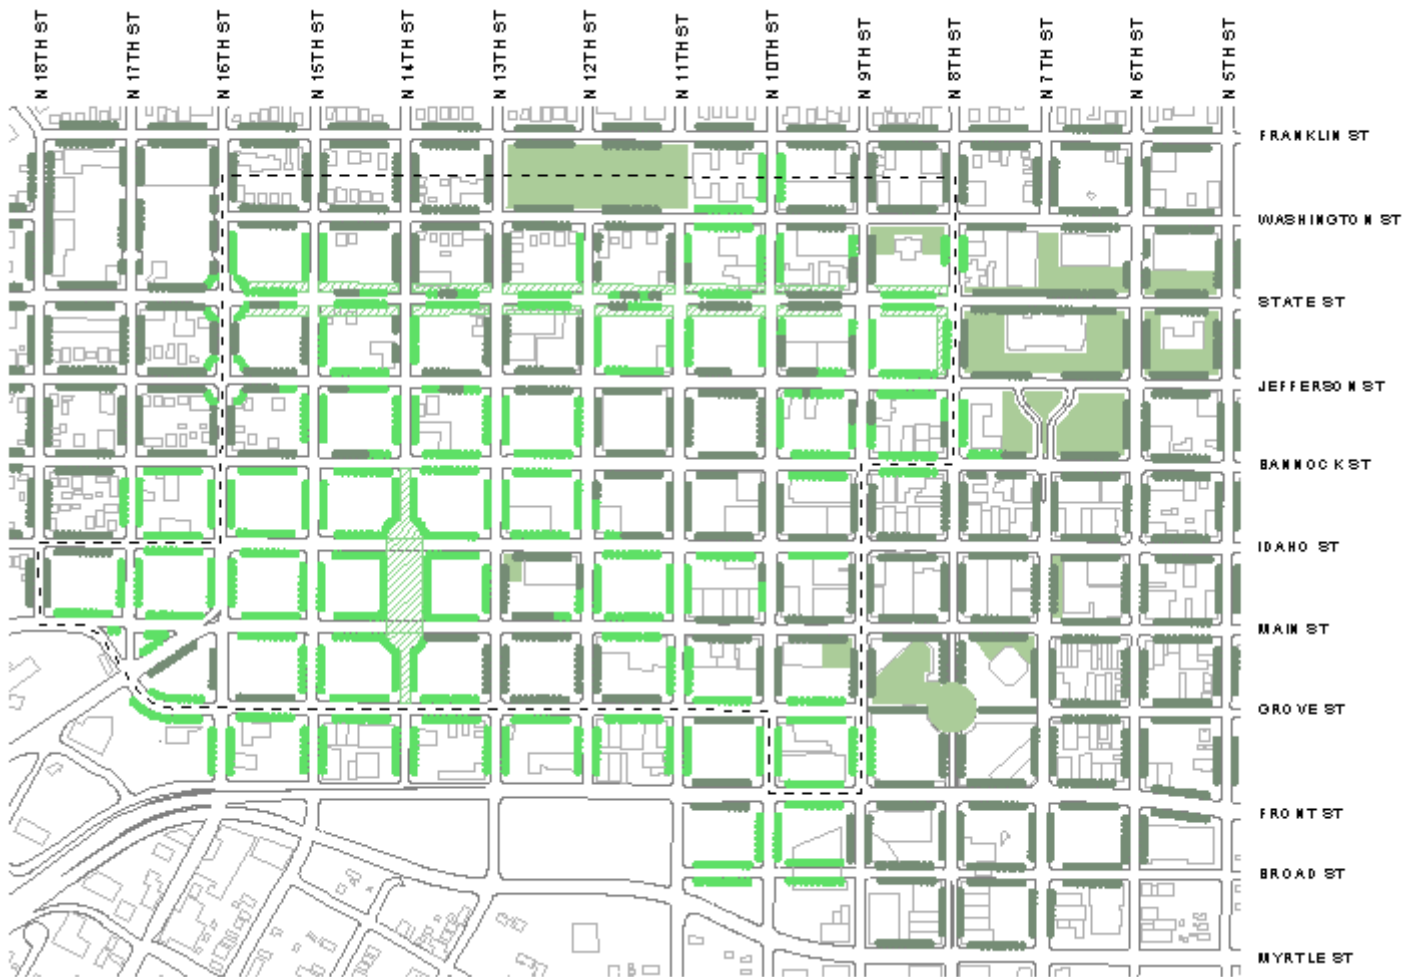 N 18TH ST
N 17TH ST
N 16TH ST
N 15TH ST
N 14TH ST
N 13TH ST
N 12TH ST
N 11TH ST
N 10TH ST
N 9TH ST
N 8TH ST
N 7TH ST
N 6TH ST
N 5TH ST
FRANKLIN ST
WASHINGTON ST
STATE ST
JEFFERSON ST
BANNOCK ST
IDAHO ST
MAIN ST
GROVE ST
FRONT ST
BROAD ST
MYRTLE ST